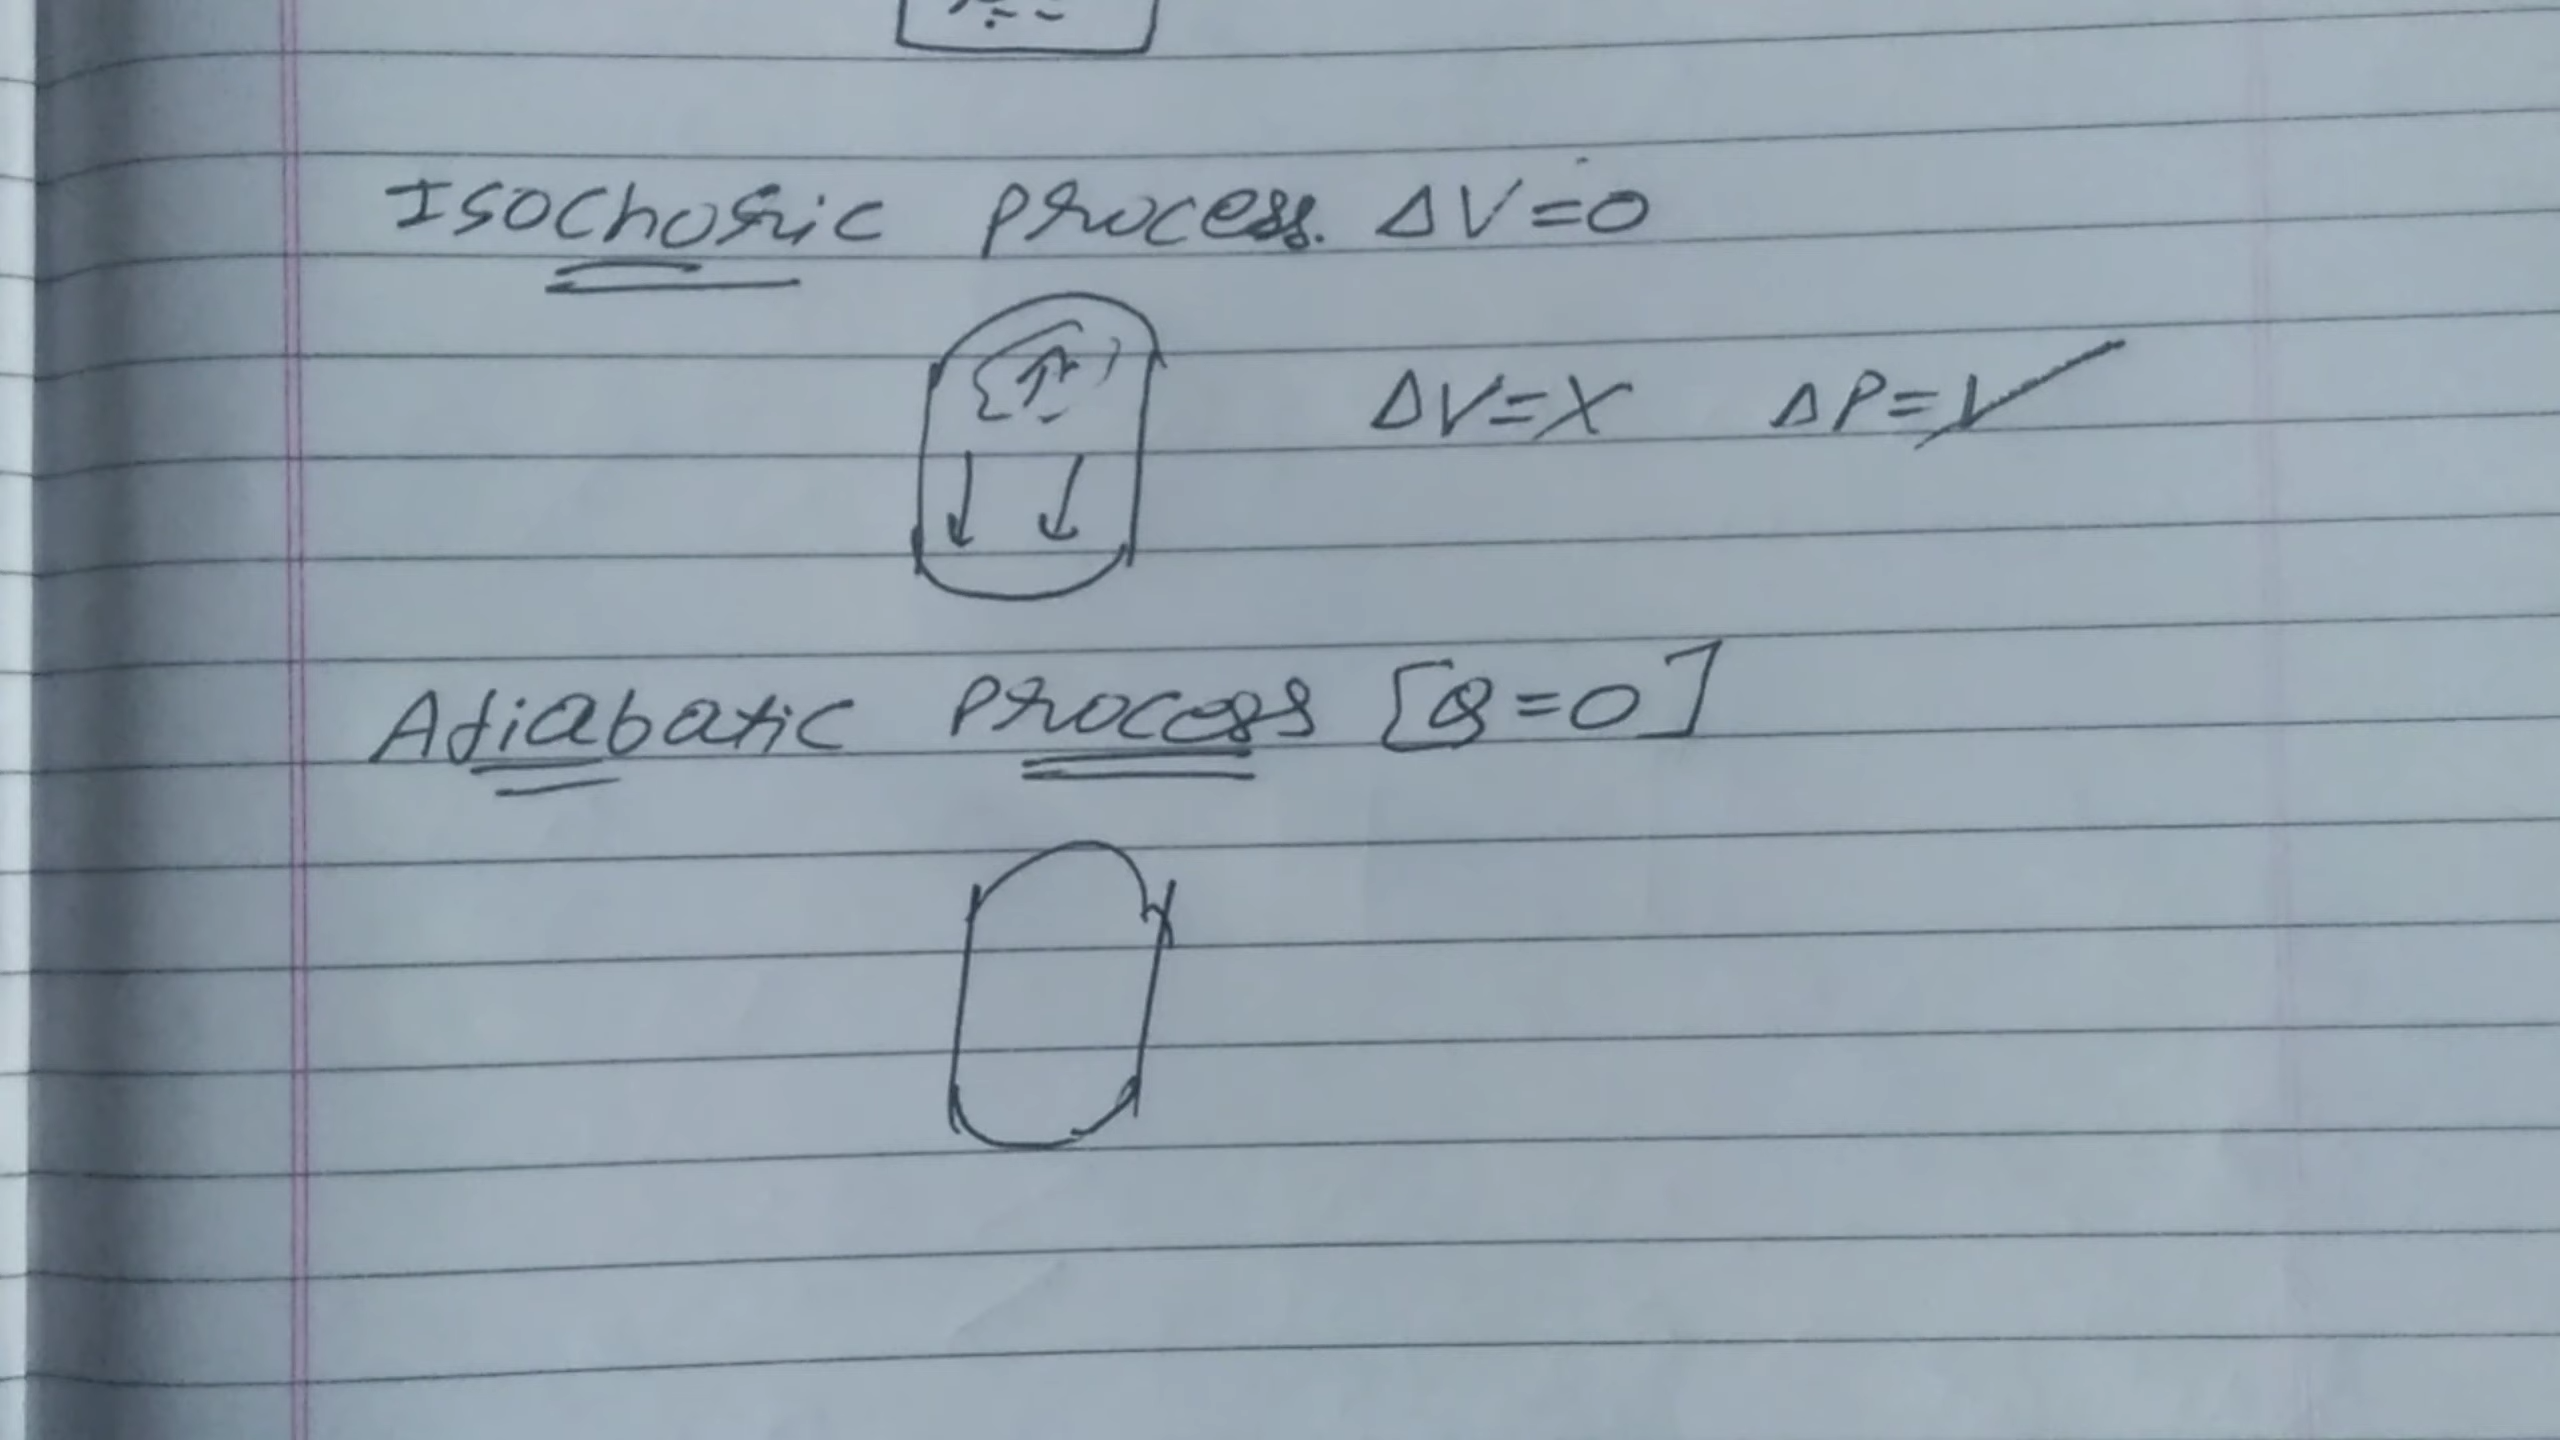 Isochoric process. ΔV=0
ΔV=X ΔP=✓
Adiabatic process [Q=0]